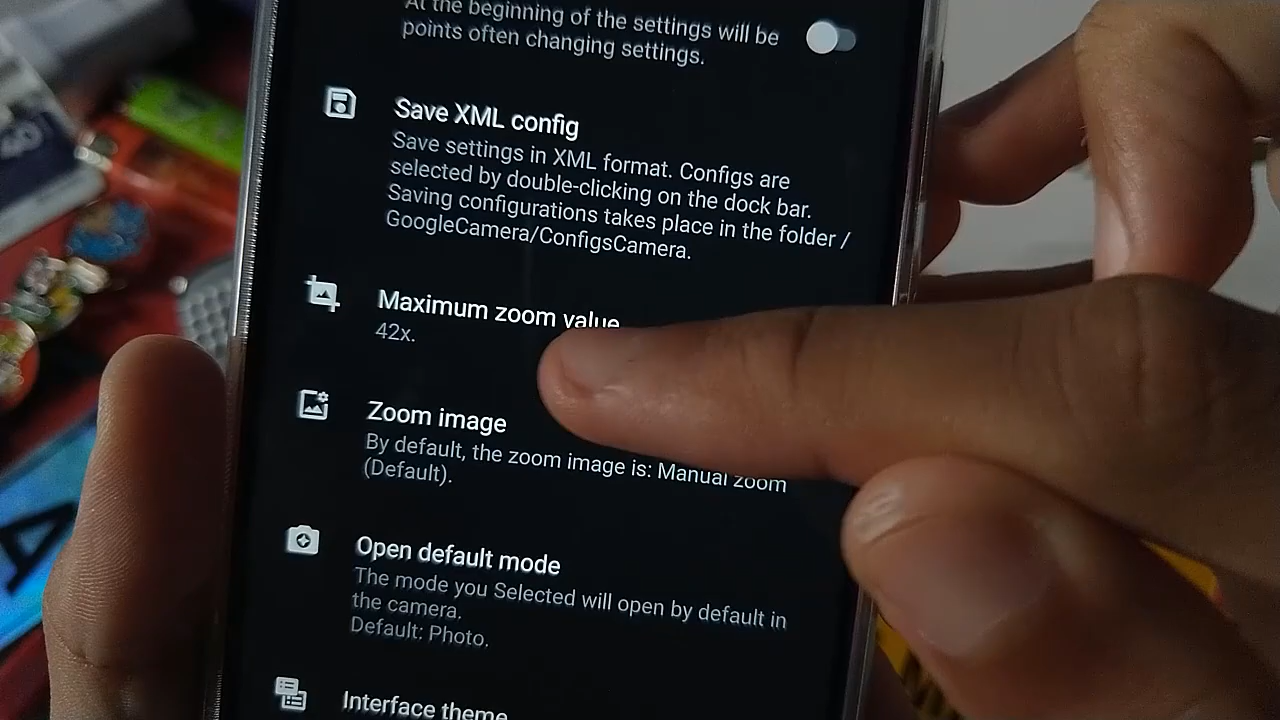 At the beginning of the settings will be
points often changing settings.
Save XML config
Save settings in XML format. Configs are
selected by double-clicking on the dock bar.
Saving configurations takes place in the folder /
GoogleCamera/ConfigsCamera.
Maximum zoom value
42x.
Zoom image
By default, the zoom image is: Manual zoom
(Default).
Open default mode
The mode you Selected will open by default in
the camera.
Default: Photo.
Interface theme
A